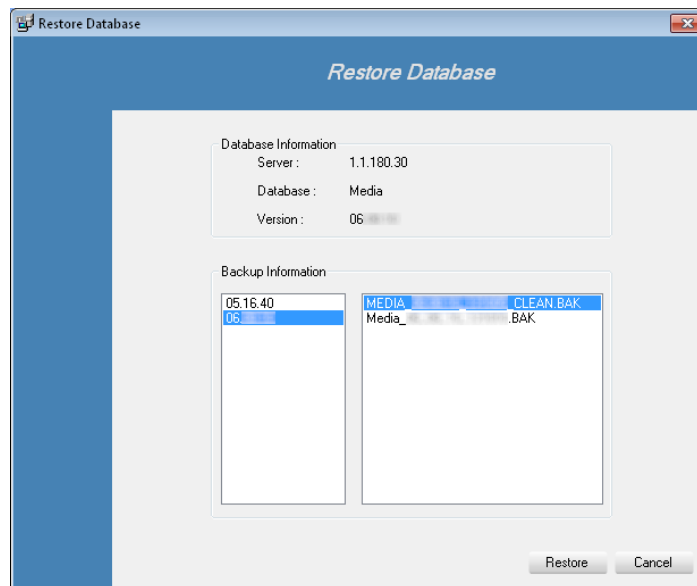 Restore Database
Restore Database
Database Information
Server : 1.1.180.30
Database : Media
Version : 06
Backup Information
05.16.40
06
MEDIA_ _CLEAN.BAK
Media_ .BAK
Restore Cancel